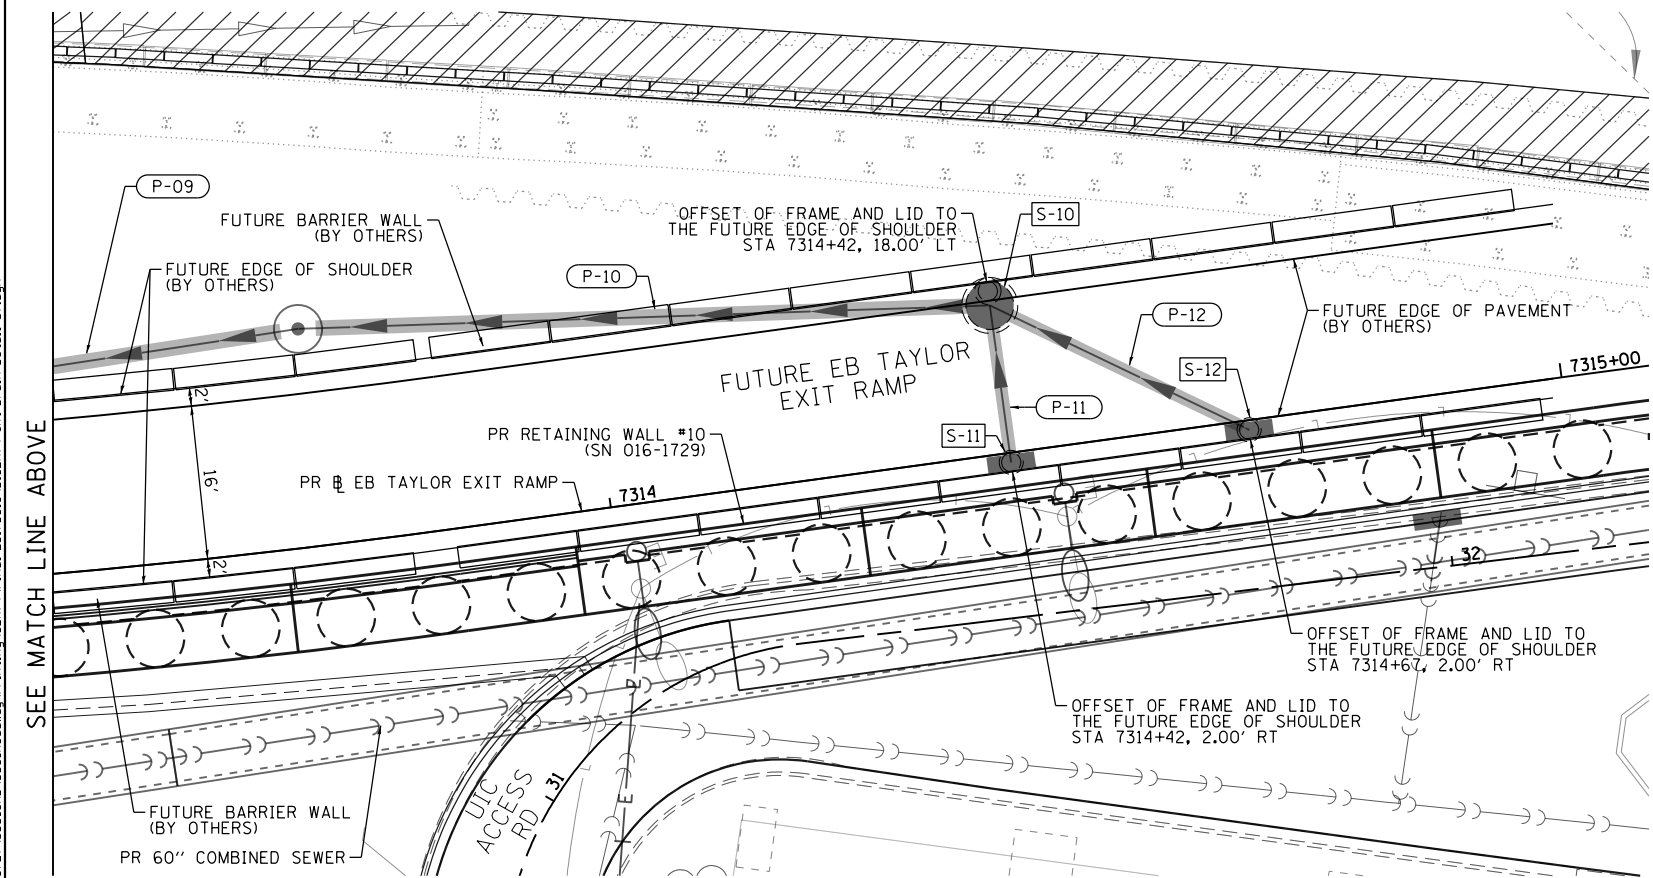 P-09
FUTURE BARRIER WALL
(BY OTHERS)
FUTURE EDGE OF SHOULDER
(BY OTHERS)
P-10
OFFSET OF FRAME AND LID TO
THE FUTURE EDGE OF SHOULDER
STA 7314+42, 18.00' LT
S-10
P-12
FUTURE EDGE OF PAVEMENT
(BY OTHERS)
S-12
7315+00
FUTURE EB TAYLOR
EXIT RAMP
P-11
S-11
2'
16'
2'
PR RETAINING WALL #10
(SN 016-1729)
PR ⅊ EB TAYLOR EXIT RAMP
7314
SEE MATCH LINE ABOVE
32
OFFSET OF FRAME AND LID TO
THE FUTURE EDGE OF SHOULDER
STA 7314+67, 2.00' RT
OFFSET OF FRAME AND LID TO
THE FUTURE EDGE OF SHOULDER
STA 7314+42, 2.00' RT
E
E
UIC
ACCESS
RD
31
FUTURE BARRIER WALL
(BY OTHERS)
PR 60" COMBINED SEWER